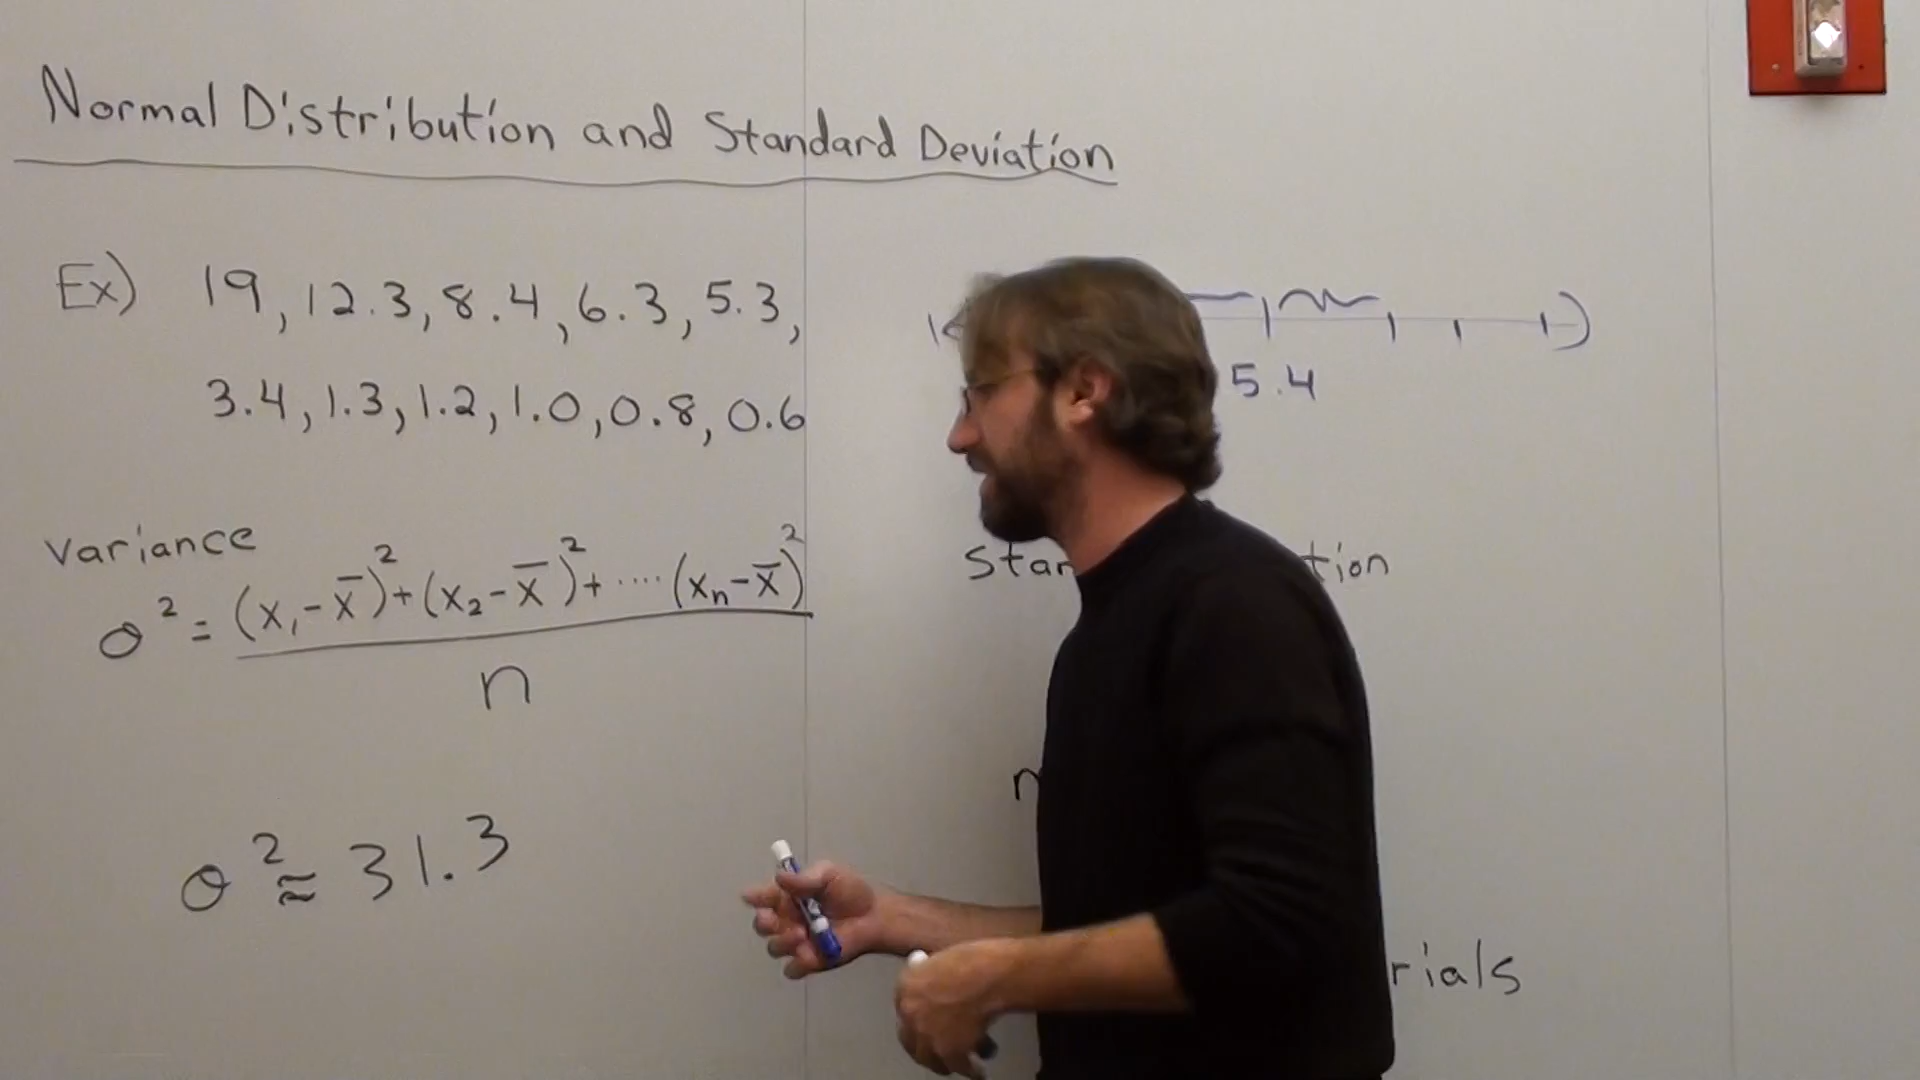 Normal Distribution and Standard Deviation
Ex) 19, 12.3, 8.4, 6.3, 5.3,
3.4, 1.3, 1.2, 1.0, 0.8, 0.6
5.4
variance
σ² = (x₁-x̄)²+(x₂-x̄)²+·····(xₙ-x̄)²
n
σ² ≈ 31.3